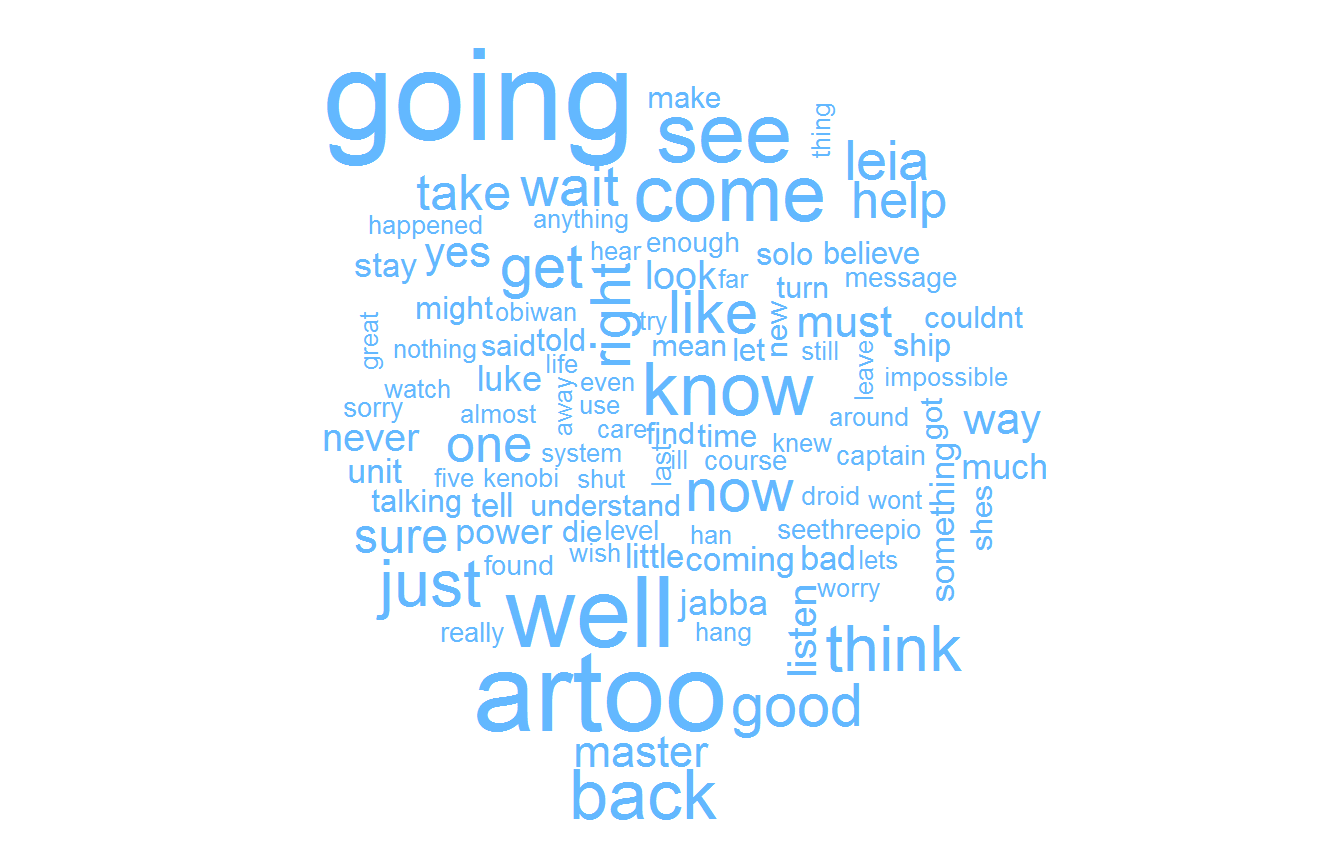 going
make
see
thing
leia
take
wait
come
help
happened
anything
yes
hear
enough
solo
believe
stay
get
look
far
turn
message
might
obiwan
right
try
like
new
must
couldnt
great
nothing
said
told
mean
let
still
ship
life
leave
watch
luke
away
even
know
impossible
sorry
almost
use
around
got
way
never
one
care
find
time
knew
system
last
ill
course
captain
something
much
unit
five
kenobi
shut
now
droid
wont
shes
talking
tell
understand
sure
power
die
level
han
seethreepio
wish
little
coming
bad
lets
just
found
well
jabba
listen
worry
really
hang
think
artoo
good
master
back